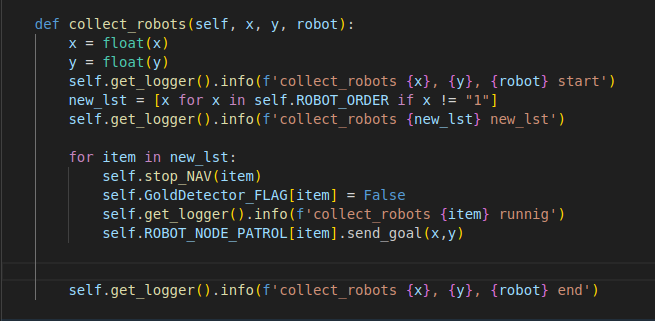 def collect_robots(self, x, y, robot):
    x = float(x)
    y = float(y)
    self.get_logger().info(f'collect_robots {x}, {y}, {robot} start')
    new_lst = [x for x in self.ROBOT_ORDER if x != "1"]
    self.get_logger().info(f'collect_robots {new_lst} new_lst')

    for item in new_lst:
        self.stop_NAV(item)
        self.GoldDetector_FLAG[item] = False
        self.get_logger().info(f'collect_robots {item} runnig')
        self.ROBOT_NODE_PATROL[item].send_goal(x,y)


    self.get_logger().info(f'collect_robots {x}, {y}, {robot} end')